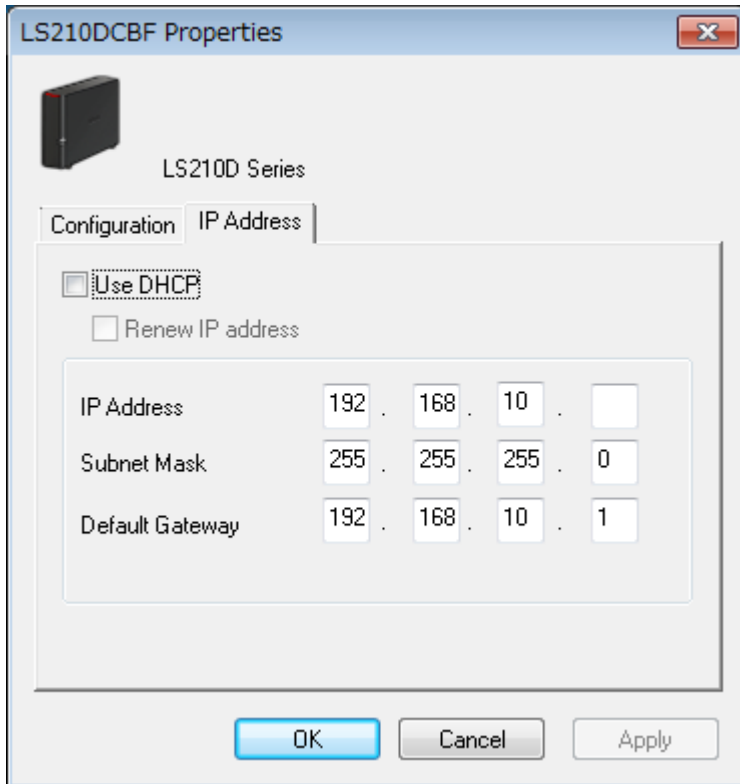 LS210DCBF Properties
LS210D Series
Configuration IP Address
Use DHCP
Renew IP address
IP Address 192 . 168 . 10 .
Subnet Mask 255 . 255 . 255 . 0
Default Gateway 192 . 168 . 10 . 1
OK Cancel Apply